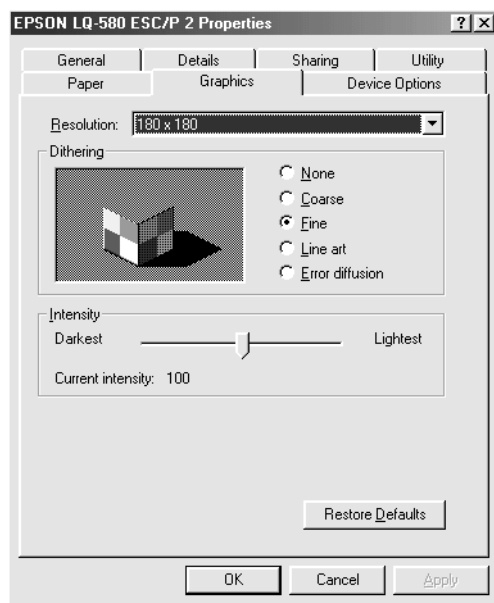 EPSON LQ-580 ESC/P 2 Properties ? ×
General Details Sharing Utility
Paper Graphics Device Options
Resolution: 180 x 180
Dithering
None
Coarse
Fine
Line art
Error diffusion
Intensity
Darkest Lightest
Current intensity: 100
Restore Defaults
OK Cancel Apply